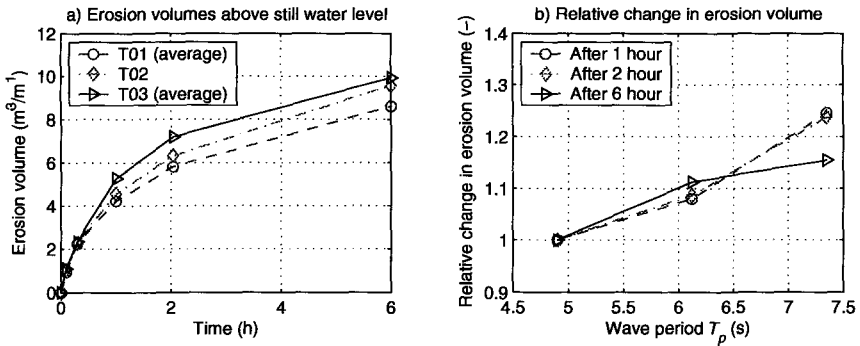 a) Erosion volumes above still water level
Erosion volume (m³/m¹)
12
10
8
6
4
2
0
T01 (average)
T02
T03 (average)
0
2
4
6
Time (h)
b) Relative change in erosion volume
Relative change in erosion volume (–)
1.4
1.3
1.2
1.1
1
0.9
After 1 hour
After 2 hour
After 6 hour
4.5
5
5.5
6
6.5
7
7.5
Wave period Tp (s)